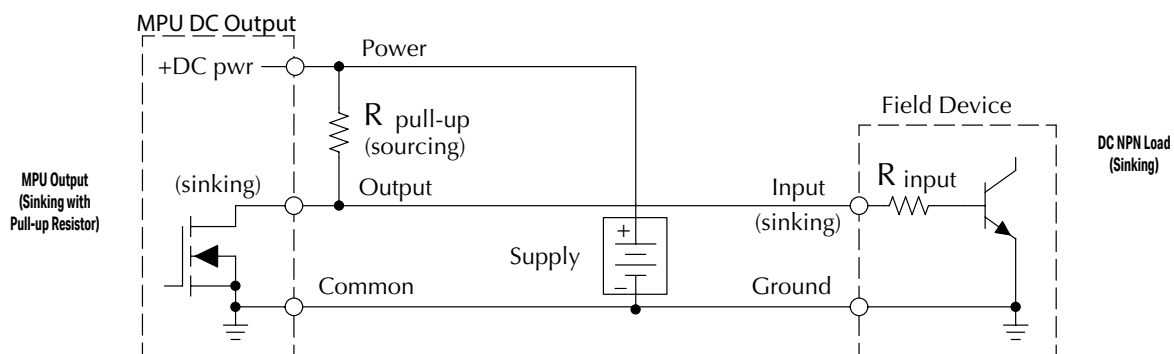 MPU DC Output
+DC pwr
Power
R pull-up
(sourcing)
Field Device
DC NPN Load
(Sinking)
MPU Output
(Sinking with
Pull-up Resistor)
(sinking)
Output
Input
(sinking)
R input
+
Supply
–
Common
Ground